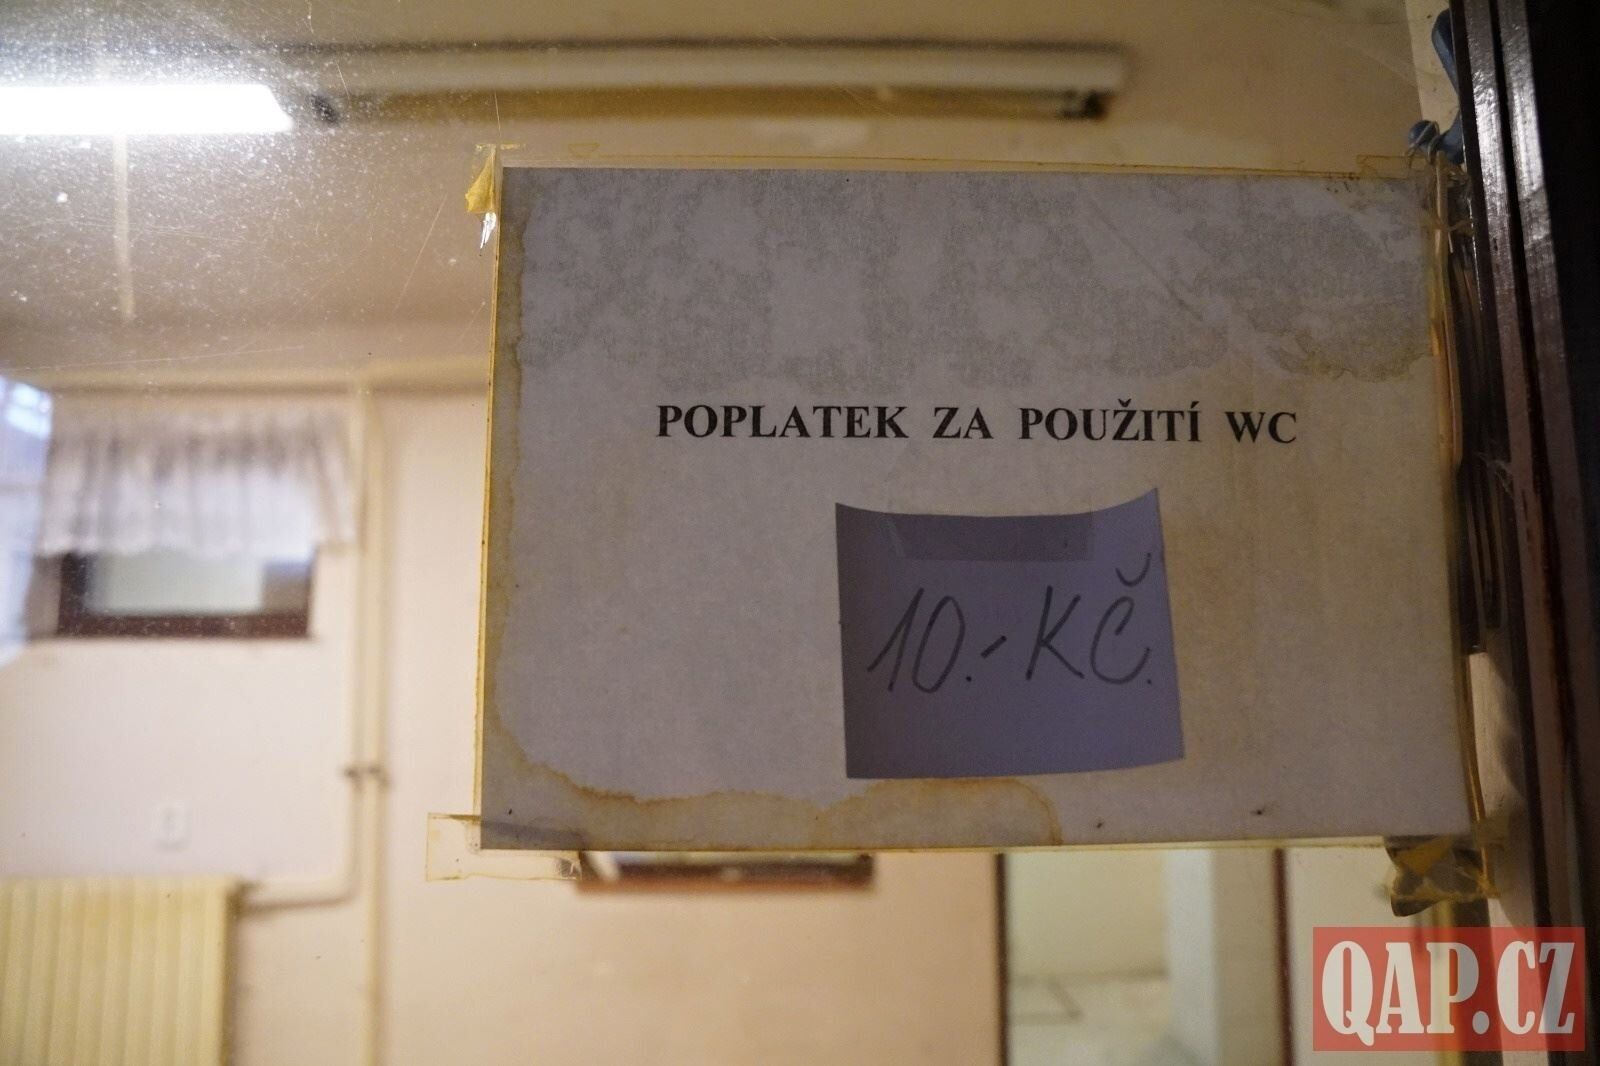 POPLATEK ZA POUŽITÍ WC
10.- KČ.
QAP.CZ